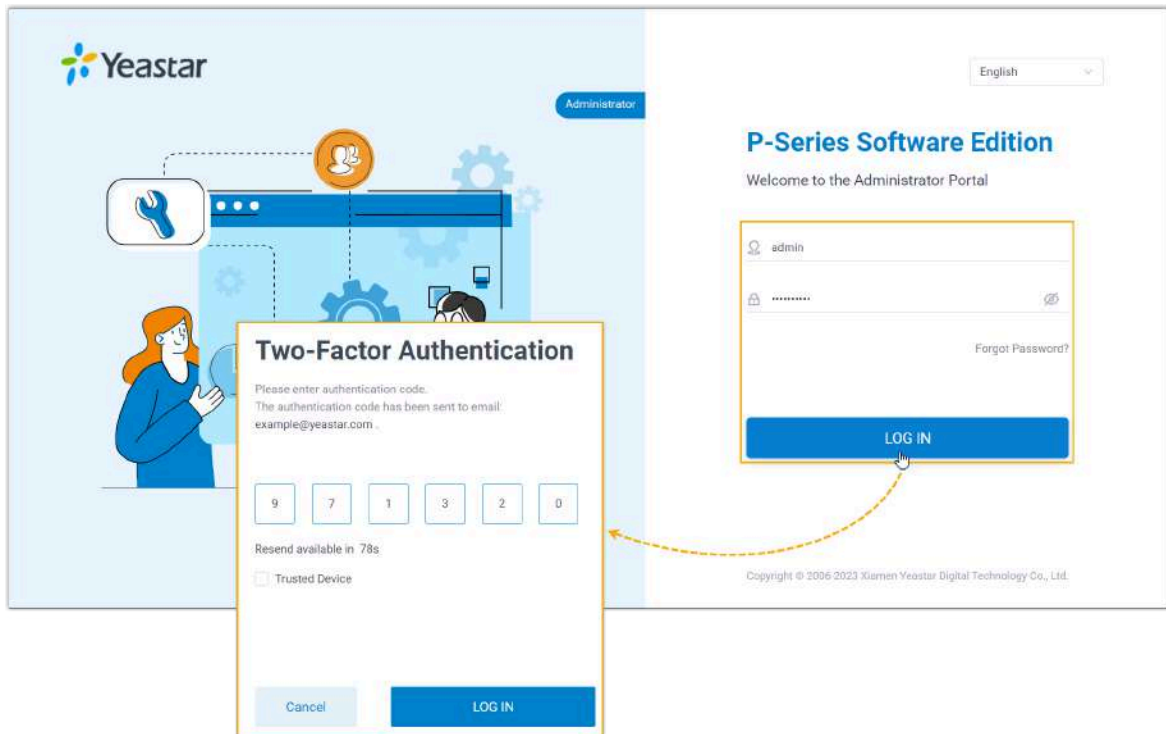 Yeastar
Administrator
English
P-Series Software Edition
Welcome to the Administrator Portal
admin
••••••••••
Forgot Password?
LOG IN
Copyright © 2006-2023 Xiamen Yeastar Digital Technology Co., Ltd.
Two-Factor Authentication
Please enter authentication code.
The authentication code has been sent to email:
example@yeastar.com .
9 7 1 3 2 0
Resend available in 78s
Trusted Device
Cancel LOG IN